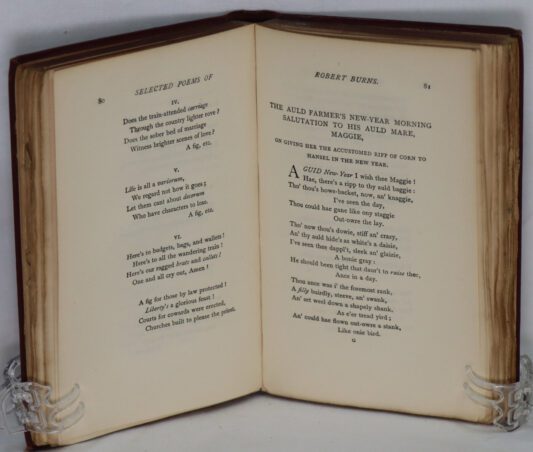 80
SELECTED POEMS OF
IV.
Does the train-attended carriage
Through the country lighter rove?
Does the sober bed of marriage
Witness brighter scenes of love?
A fig, etc.
V.
Life is all a variorum,
We regard not how it goes;
Let them cant about decorum
Who have characters to lose.
A fig, etc.
VI.
Here's to budgets, bags, and wallets!
Here's to all the wandering train!
Here's our ragged brats and callets!
One and all cry out, Amen!
A fig for those by law protected!
Liberty's a glorious feast!
Courts for cowards were erected,
Churches built to please the priest.
ROBERT BURNS.
81
THE AULD FARMER'S NEW-YEAR MORNING
SALUTATION TO HIS AULD MARE,
MAGGIE,
ON GIVING HER THE ACCUSTOMED RIPP OF CORN TO
HANSEL IN THE NEW YEAR.
A GUID New-Year I wish thee Maggie!
Hae, there's a ripp to thy auld baggie:
Tho' thou's howe-backet, now, an' knaggie,
I've seen the day,
Thou could hae gane like ony staggie
Out-owre the lay.
Tho' now thou's dowie, stiff an' crazy,
An' thy auld hide's as white's a daisie,
I've seen thee dappl't, sleek an' glaizie,
A bonie gray:
He should been tight that daur't to raise thee,
Ance in a day.
Thou ance was i' the foremost rank,
A filly buirdly, steeve, an' swank,
An' set weel down a shapely shank,
As e'er tread yird;
An' could hae flown out-owre a stank,
Like onie bird.
G